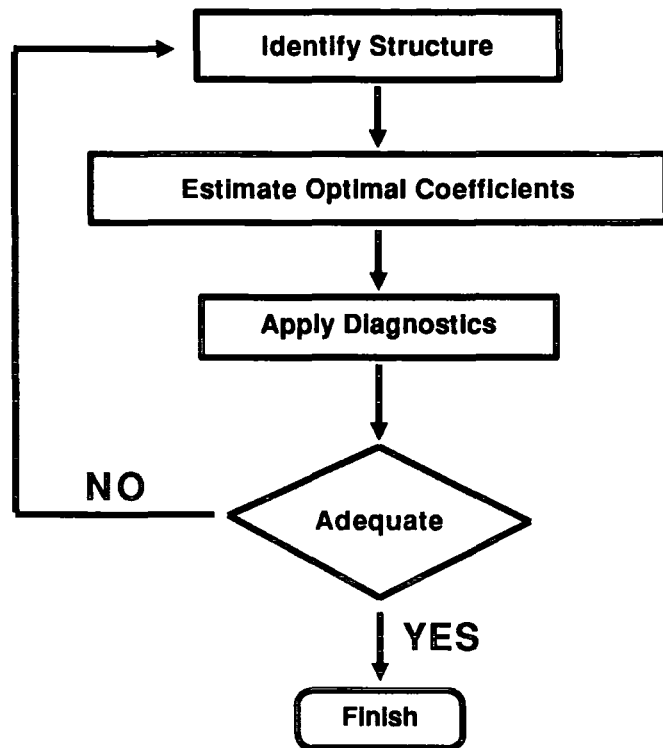 Identify Structure
Estimate Optimal Coefficients
Apply Diagnostics
NO
Adequate
YES
Finish